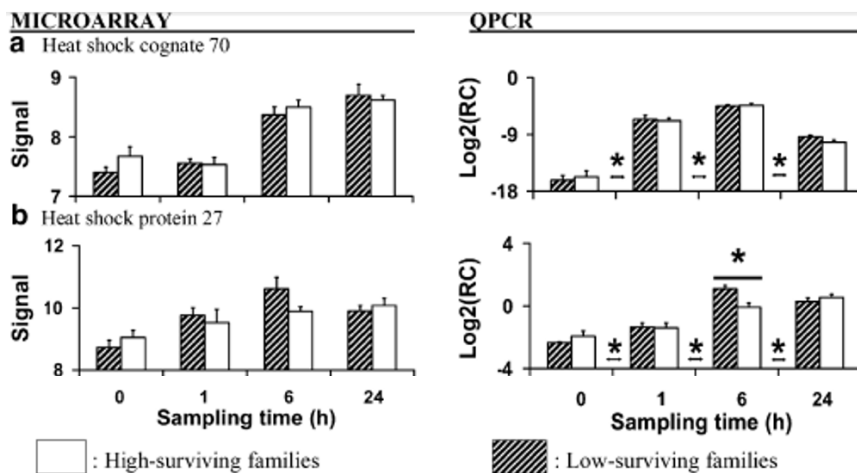 MICROARRAY
QPCR
a Heat shock cognate 70
9
8
7
Signal
0
-9
-18
Log2(RC)
* * *
b Heat shock protein 27
12
10
8
Signal
4
0
-4
Log2(RC)
*
* * *
0 1 6 24
Sampling time (h)
0 1 6 24
Sampling time (h)
: High-surviving families
: Low-surviving families